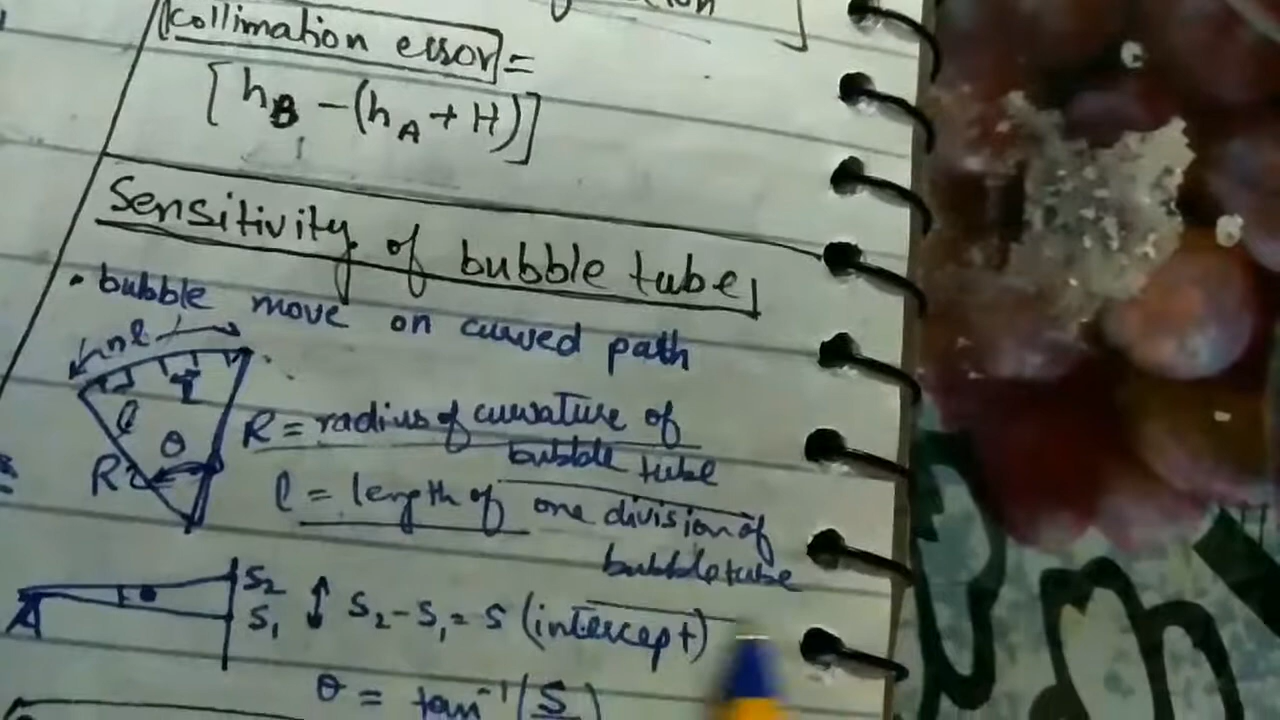 Collimation error =
[h_B - (h_A + H)]
Sensitivity of bubble tube
• bubble move on curved path
nl
l
θ
R
R = radius of curvature of bubble tube
l = length of one division of bubble tube
S2
S1
A
S2 - S1 = S (intercept)
θ = tan⁻¹(S